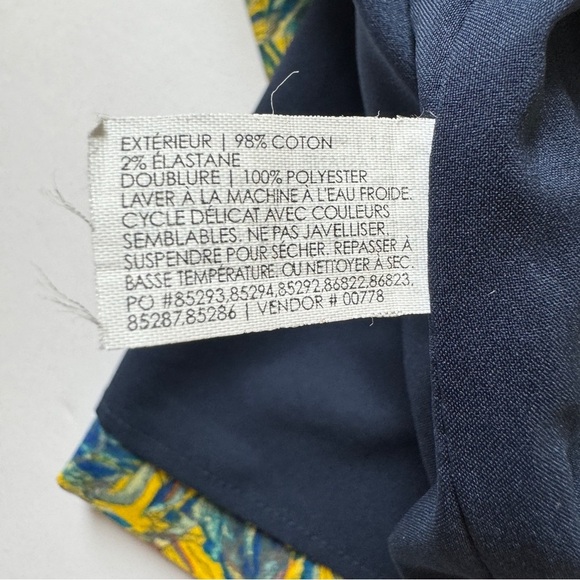 EXTÉRIEUR | 98% COTON
2% ÉLASTANE
DOUBLURE | 100% POLYESTER
LAVER À LA MACHINE À L'EAU FROIDE.
CYCLE DÉLICAT AVEC COULEURS
SEMBLABLES. NE PAS JAVELLISER.
SUSPENDRE POUR SÉCHER. REPASSER À
BASSE TEMPÉRATURE. OU NETTOYER À SEC.
PO #85293,85294,85292,86822,86823,
85287,85286 | VENDOR # 00778